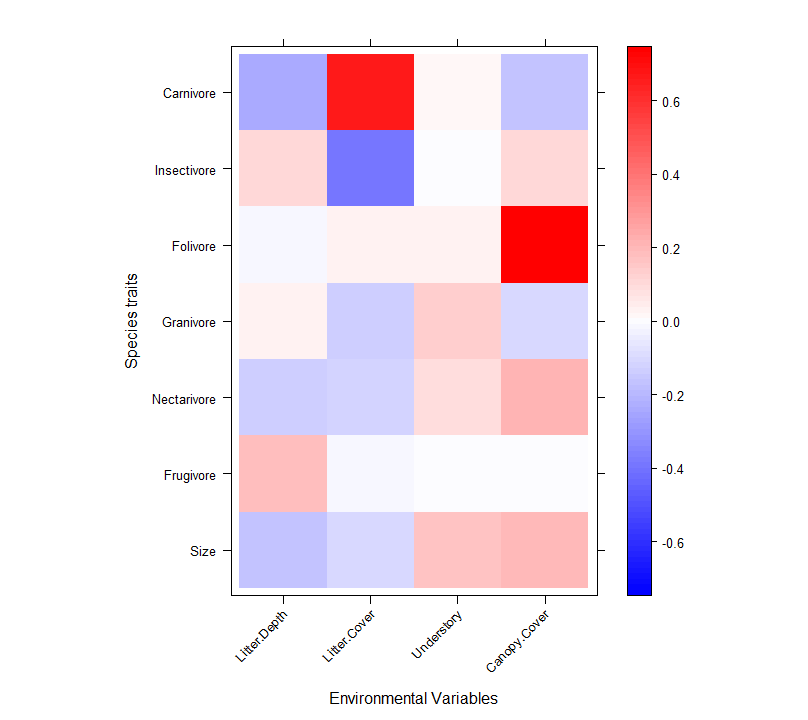 Species traits
Carnivore
Insectivore
Folivore
Granivore
Nectarivore
Frugivore
Size
Litter.Depth
Litter.Cover
Understory
Canopy.Cover
Environmental Variables
0.6
0.4
0.2
0.0
-0.2
-0.4
-0.6